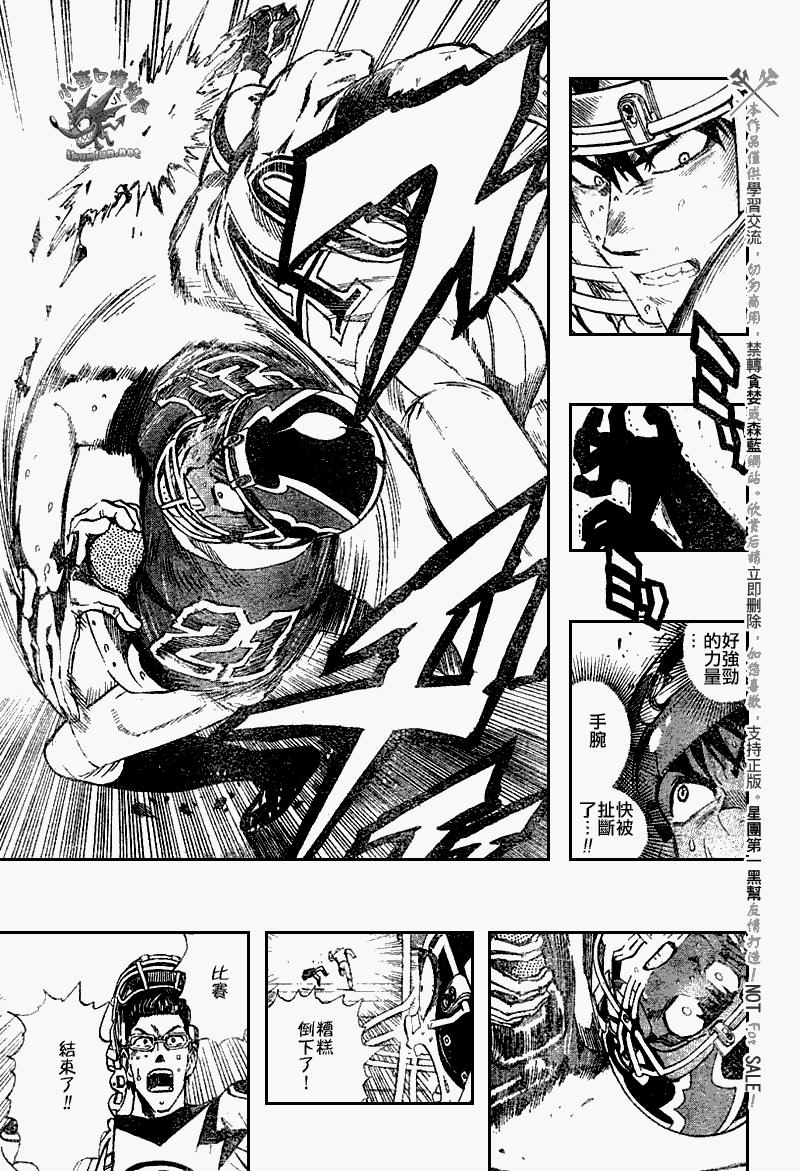 好強勁
的力量
…
手腕
快被
扯斷
了…!!
糟糕
倒下了！
比賽
結束了!!
21
本作品僅供學習交流，切勿商用，禁轉貪婪或森藍網站。欣賞后請立即刪除，如您喜歡，支持正版。星團第一黑幫友情打造！NOT For SALE!